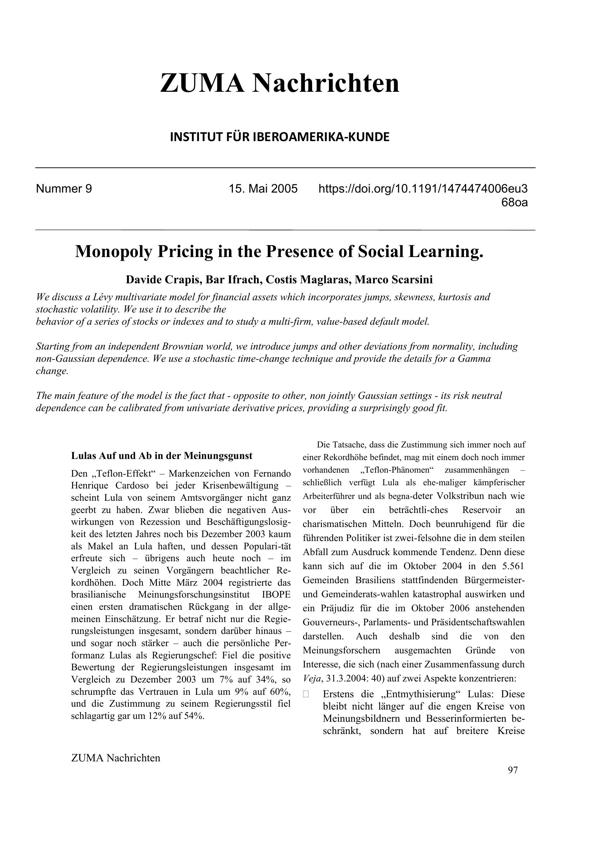 ZUMA Nachrichten
INSTITUT FÜR IBEROAMERIKA-KUNDE
Nummer 9
15. Mai 2005
https://doi.org/10.1191/1474474006eu3
68oa
Monopoly Pricing in the Presence of Social Learning.
Davide Crapis, Bar Ifrach, Costis Maglaras, Marco Scarsini
We discuss a Lévy multivariate model for financial assets which incorporates jumps, skewness, kurtosis and
stochastic volatility. We use it to describe the
behavior of a series of stocks or indexes and to study a multi-firm, value-based default model.
Starting from an independent Brownian world, we introduce jumps and other deviations from normality, including
non-Gaussian dependence. We use a stochastic time-change technique and provide the details for a Gamma
change.
The main feature of the model is the fact that - opposite to other, non jointly Gaussian settings - its risk neutral
dependence can be calibrated from univariate derivative prices, providing a surprisingly good fit.
Lulas Auf und Ab in der Meinungsgunst
Den „Teflon-Effekt“ – Markenzeichen von Fernando
Henrique Cardoso bei jeder Krisenbewältigung –
scheint Lula von seinem Amtsvorgänger nicht ganz
geerbt zu haben. Zwar blieben die negativen Aus-
wirkungen von Rezession und Beschäftigungslosig-
keit des letzten Jahres noch bis Dezember 2003 kaum
als Makel an Lula haften, und dessen Populari-tät
erfreute sich – übrigens auch heute noch – im
Vergleich zu seinen Vorgängern beachtlicher Re-
kordhöhen. Doch Mitte März 2004 registrierte das
brasilianische Meinungsforschungsinstitut IBOPE
einen ersten dramatischen Rückgang in der allge-
meinen Einschätzung. Er betraf nicht nur die Regie-
rungsleistungen insgesamt, sondern darüber hinaus –
und sogar noch stärker – auch die persönliche Per-
formanz Lulas als Regierungschef: Fiel die positive
Bewertung der Regierungsleistungen insgesamt im
Vergleich zu Dezember 2003 um 7% auf 34%, so
schrumpfte das Vertrauen in Lula um 9% auf 60%,
und die Zustimmung zu seinem Regierungsstil fiel
schlagartig gar um 12% auf 54%.
Die Tatsache, dass die Zustimmung sich immer noch auf
einer Rekordhöhe befindet, mag mit einem doch noch immer
vorhandenen „Teflon-Phänomen“ zusammenhängen –
schließlich verfügt Lula als ehe-maliger kämpferischer
Arbeiterführer und als begna-deter Volkstribun nach wie
vor über ein beträchtli-ches Reservoir an
charismatischen Mitteln. Doch beunruhigend für die
führenden Politiker ist zwei-felsohne die in dem steilen
Abfall zum Ausdruck kommende Tendenz. Denn diese
kann sich auf die im Oktober 2004 in den 5.561
Gemeinden Brasiliens stattfindenden Bürgermeister-
und Gemeinderats-wahlen katastrophal auswirken und
ein Präjudiz für die im Oktober 2006 anstehenden
Gouverneurs-, Parlaments- und Präsidentschaftswahlen
darstellen. Auch deshalb sind die von den
Meinungsforschern ausgemachten Gründe von
Interesse, die sich (nach einer Zusammenfassung durch
Veja, 31.3.2004: 40) auf zwei Aspekte konzentrieren:
Erstens die „Entmythisierung“ Lulas: Diese
bleibt nicht länger auf die engen Kreise von
Meinungsbildnern und Besserinformierten be-
schränkt, sondern hat auf breitere Kreise
ZUMA Nachrichten
97